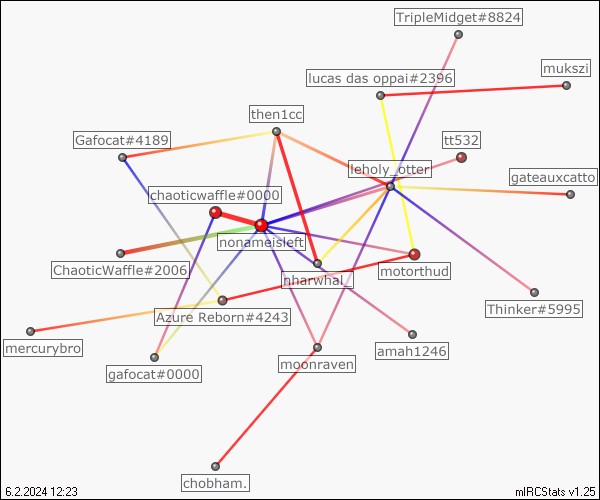 TripleMidget#8824
mukszi
lucas das oppai#2396
then1cc
Gafocat#4189
tt532
leholy_otter
gateauxcatto
chaoticwaffle#0000
nonameisleft
ChaoticWaffle#2006
nharwhal_
motorthud
Thinker#5995
Azure Reborn#4243
mercurybro
amah1246
moonraven
gafocat#0000
chobham.
6.2.2024 12:23
mIRCStats v1.25